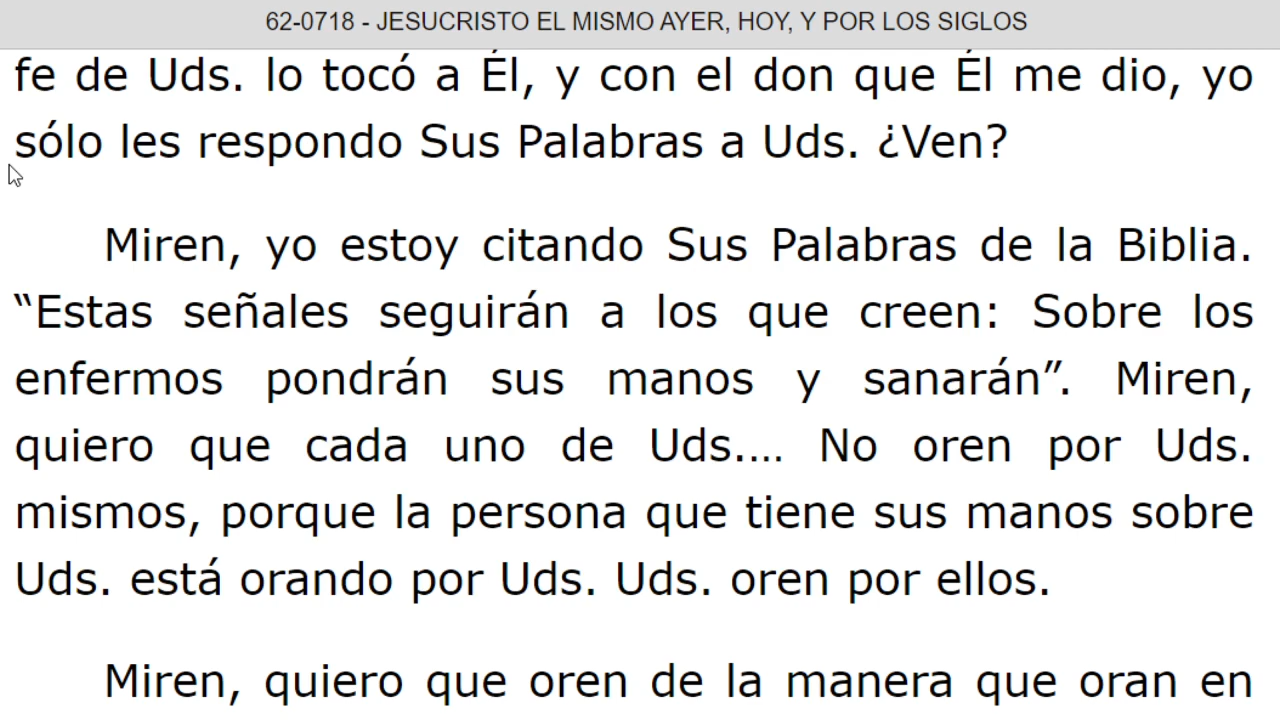 62-0718 - JESUCRISTO EL MISMO AYER, HOY, Y POR LOS SIGLOS
fe de Uds. lo tocó a Él, y con el don que Él me dio, yo
sólo les respondo Sus Palabras a Uds. ¿Ven?
Miren, yo estoy citando Sus Palabras de la Biblia.
“Estas señales seguirán a los que creen: Sobre los
enfermos pondrán sus manos y sanarán”. Miren,
quiero que cada uno de Uds.... No oren por Uds.
mismos, porque la persona que tiene sus manos sobre
Uds. está orando por Uds. Uds. oren por ellos.
Miren, quiero que oren de la manera que oran en